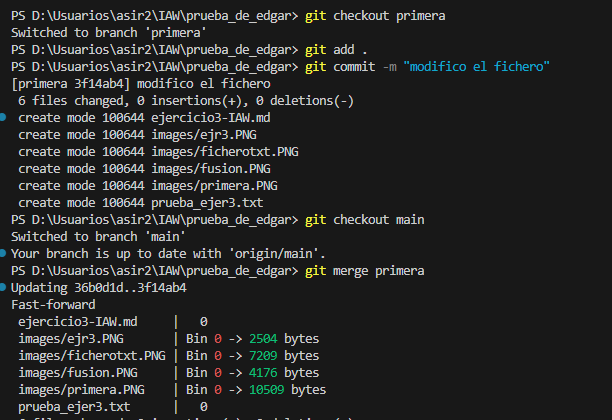 PS D:\Usuarios\asir2\IAW\prueba_de_edgar> git checkout primera
Switched to branch 'primera'
PS D:\Usuarios\asir2\IAW\prueba_de_edgar> git add .
PS D:\Usuarios\asir2\IAW\prueba_de_edgar> git commit -m "modifico el fichero"
[primera 3f14ab4] modifico el fichero
 6 files changed, 0 insertions(+), 0 deletions(-)
 create mode 100644 ejercicio3-IAW.md
 create mode 100644 images/ejr3.PNG
 create mode 100644 images/ficherotxt.PNG
 create mode 100644 images/fusion.PNG
 create mode 100644 images/primera.PNG
 create mode 100644 prueba_ejer3.txt
PS D:\Usuarios\asir2\IAW\prueba_de_edgar> git checkout main
Switched to branch 'main'
Your branch is up to date with 'origin/main'.
PS D:\Usuarios\asir2\IAW\prueba_de_edgar> git merge primera
Updating 36b0d1d..3f14ab4
Fast-forward
 ejercicio3-IAW.md     |   0
 images/ejr3.PNG       | Bin 0 -> 2504 bytes
 images/ficherotxt.PNG | Bin 0 -> 7209 bytes
 images/fusion.PNG     | Bin 0 -> 4176 bytes
 images/primera.PNG    | Bin 0 -> 10509 bytes
 prueba_ejer3.txt      |   0